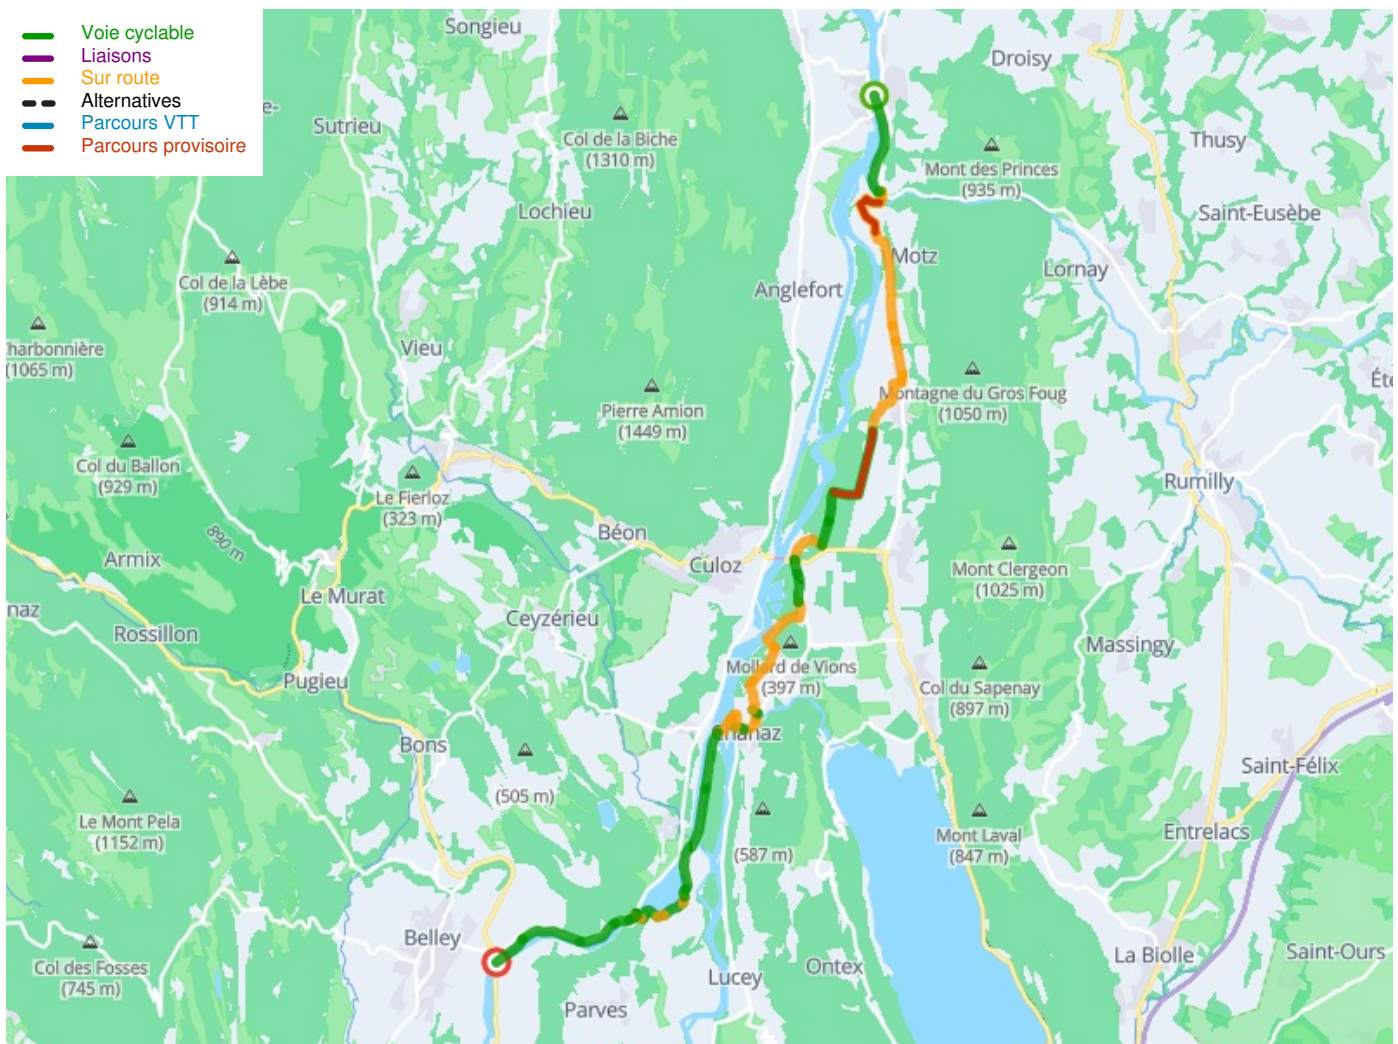 Voie cyclable
Liaisons
Sur route
Alternatives
Parcours VTT
Parcours provisoire
Songieu
Droisy
e-
Sutrieu
Col de la Biche
(1310 m)
Thusy
Mont des Princes
(935 m)
Lochieu
Saint-Eusèbe
Motz
Lornay
Col de la Lèbe
(914 m)
Anglefort
harbonnière
(1065 m)
Vieu
Montagne du Gros Foug
(1050 m)
Éte
Pierre Amion
(1449 m)
Col du Ballon
(929 m)
Rumilly
Le Fierloz
(323 m)
890 m
Béon
Culoz
Armix
Mont Clergeon
(1025 m)
Le Murat
naz
Ceyzérieu
Rossillon
Massingy
Mollard de Vions
(397 m)
Pugieu
Col du Sapenay
(897 m)
Chanaz
Bons
Saint-Félix
(505 m)
Le Mont Pela
(1152 m)
Entrelacs
Mont Laval
(847 m)
(587 m)
Belley
La Biolle
Saint-Ours
Col des Fosses
(745 m)
Ontex
Lucey
Parves